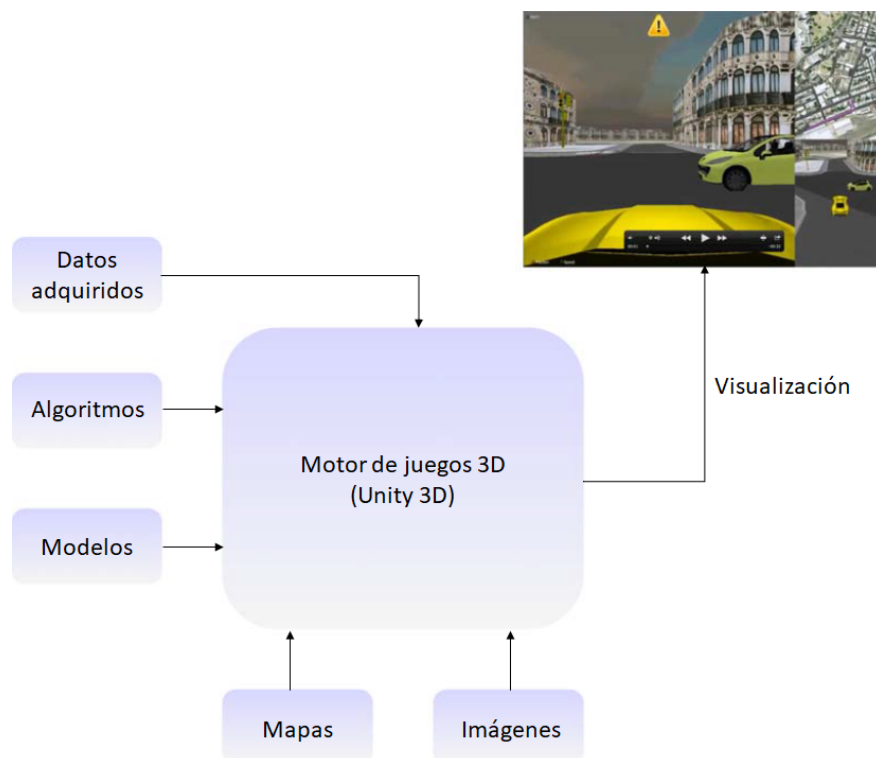 Datos
adquiridos
Algoritmos
Modelos
Motor de juegos 3D
(Unity 3D)
Visualización
Mapas
Imágenes